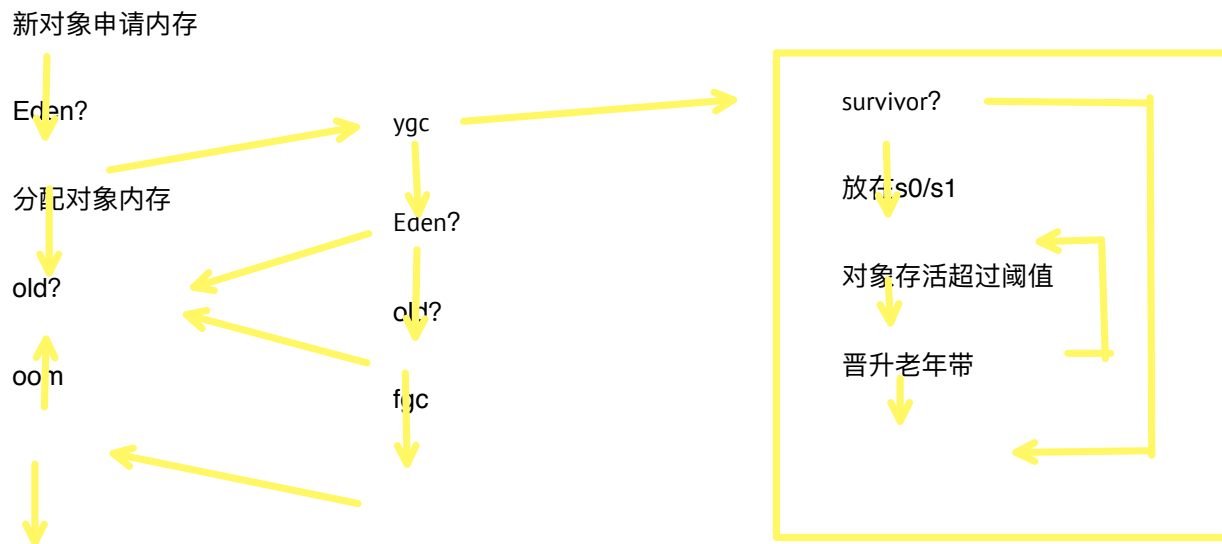 新对象申请内存
Eden?
分配对象内存
old?
oom
ygc
Eden?
old?
fgc
survivor?
放在s0/s1
对象存活超过阈值
晋升老年带